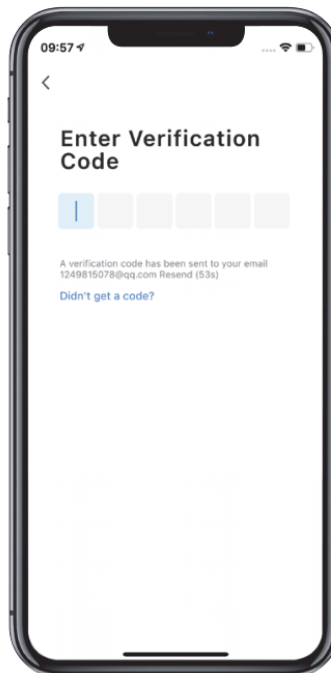 09:57
Enter Verification
Code
A verification code has been sent to your email
1249815078@qq.com Resend (53s)
Didn't get a code?